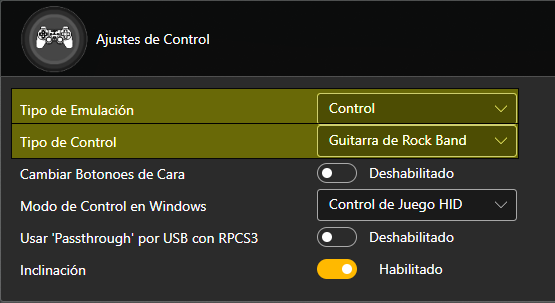 Ajustes de Control
Tipo de Emulación Control
Tipo de Control Guitarra de Rock Band
Cambiar Botonoes de Cara Deshabilitado
Modo de Control en Windows Control de Juego HID
Usar 'Passthrough' por USB con RPCS3 Deshabilitado
Inclinación Habilitado